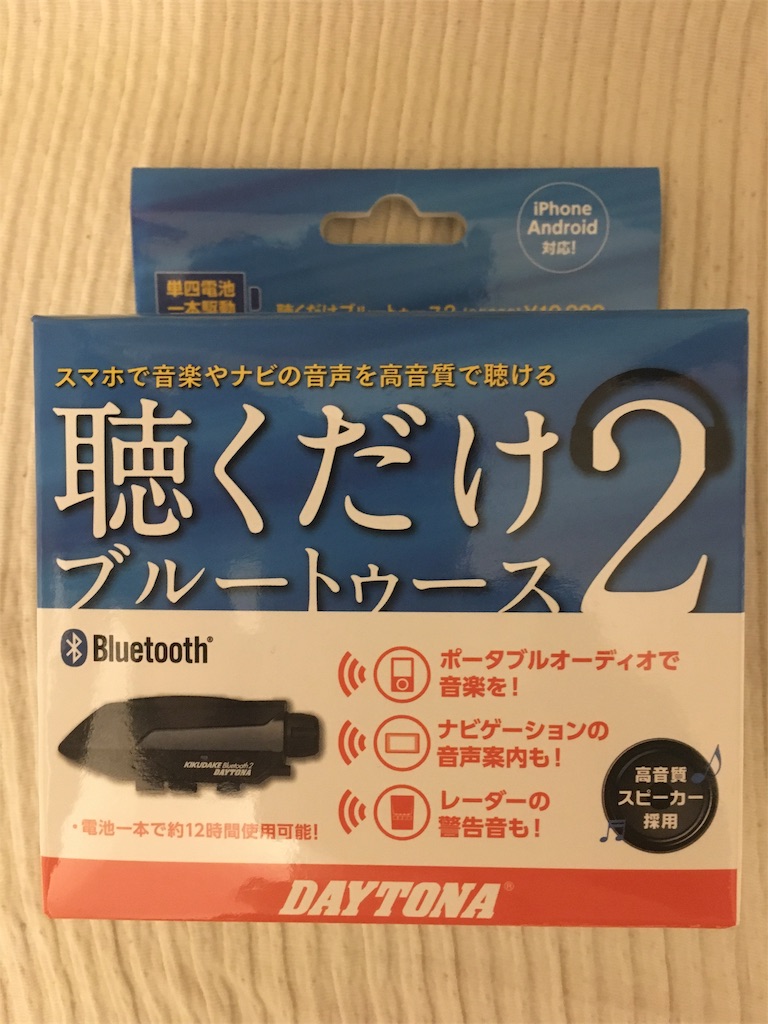 iPhone
Android
対応!
単四電池
一本駆動
スマホで音楽やナビの音声を高音質で聴ける
聴くだけ2
ブルートゥース
Bluetooth®
ポータブルオーディオで
音楽を!
ナビゲーションの
音声案内も!
レーダーの
警告音も!
KIKUDAKE Bluetooth2
DAYTONA
高音質
スピーカー
採用
・電池一本で約12時間使用可能!
DAYTONA®